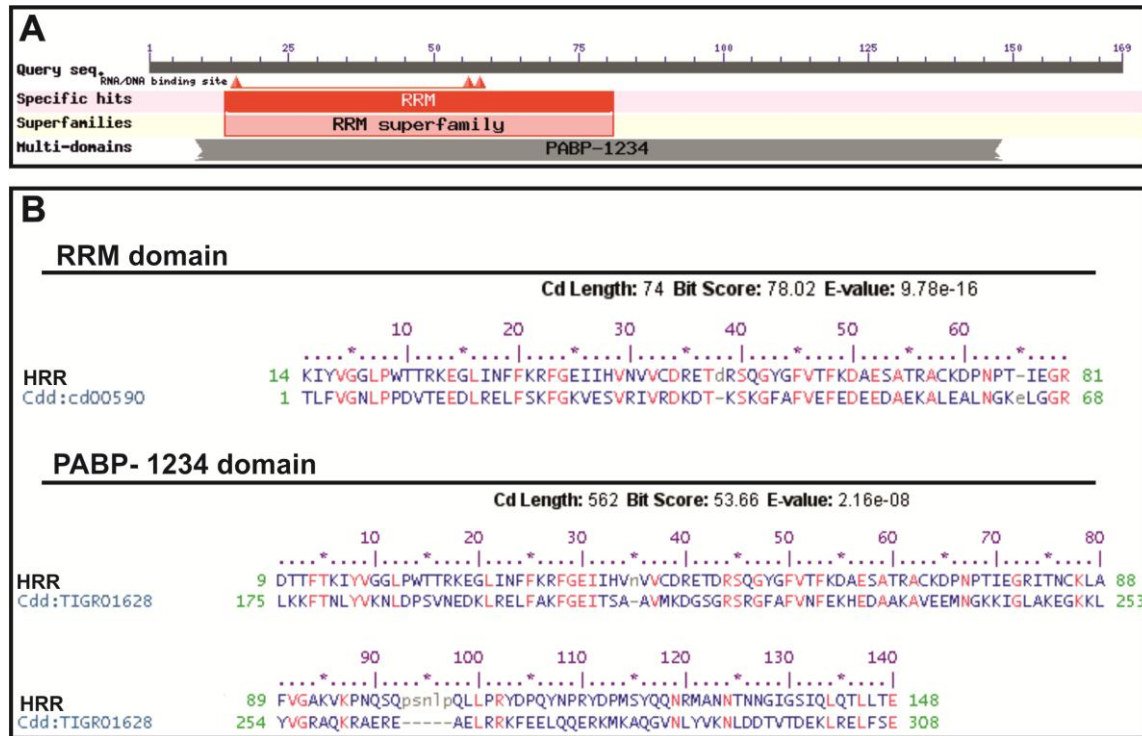 A
1 25 50 75 100 125 150 169
Query seq.
RNA/DNA binding site
Specific hits RRM
Superfamilies RRM superfamily
Multi-domains PABP-1234
B
RRM domain
Cd Length: 74 Bit Score: 78.02 E-value: 9.78e-16
10 20 30 40 50 60
....*....|....*....|....*....|....*....|....*....|....*....|....*....
HRR 14 KIYVGGLPWTTRKEGLINFFKRFGEIIHVNVVCDRETdRSQGYGFVTFKDAESATRACKDPNPT-IEGR 81
Cdd:cd00590 1 TLFVGNLPPDVTEEDLRELFSKFGKVESVRIVRDKDT-KSKGFAFVEFEDEEDAEKALEALNGKeLGGR 68
PABP- 1234 domain
Cd Length: 562 Bit Score: 53.66 E-value: 2.16e-08
10 20 30 40 50 60 70 80
....*....|....*....|....*....|....*....|....*....|....*....|....*....|....*....|
HRR 9 DTTFTKIYVGGLPWTTRKEGLINFFKRFGEIIHVnVVCDRETDRSQGYGFVTFKDAESATRACKDPNPTIEGRITNCKLA 88
Cdd:TIGR01628 175 LKKFTNLYVKNLDPSVNEDKLRELFAKFGEITSA-AVMKDGSGRSRGFAFVNFEKHEDAAKAVEEMNGKKIGLAKEGKKL 253
90 100 110 120 130 140
....*....|....*....|....*....|....*....|....*....|....*....|
HRR 89 FVGAKVKPNQSQpsnlpQLLPRYDPQYNPRYDPMSYQQNRMANNTNNGIGSIQLQTLLTE 148
Cdd:TIGR01628 254 YVGRAQKRAERE-----AELRRKFEELQQERKMKAQGVNLYVKNLDDTVTDEKLRELFSE 308